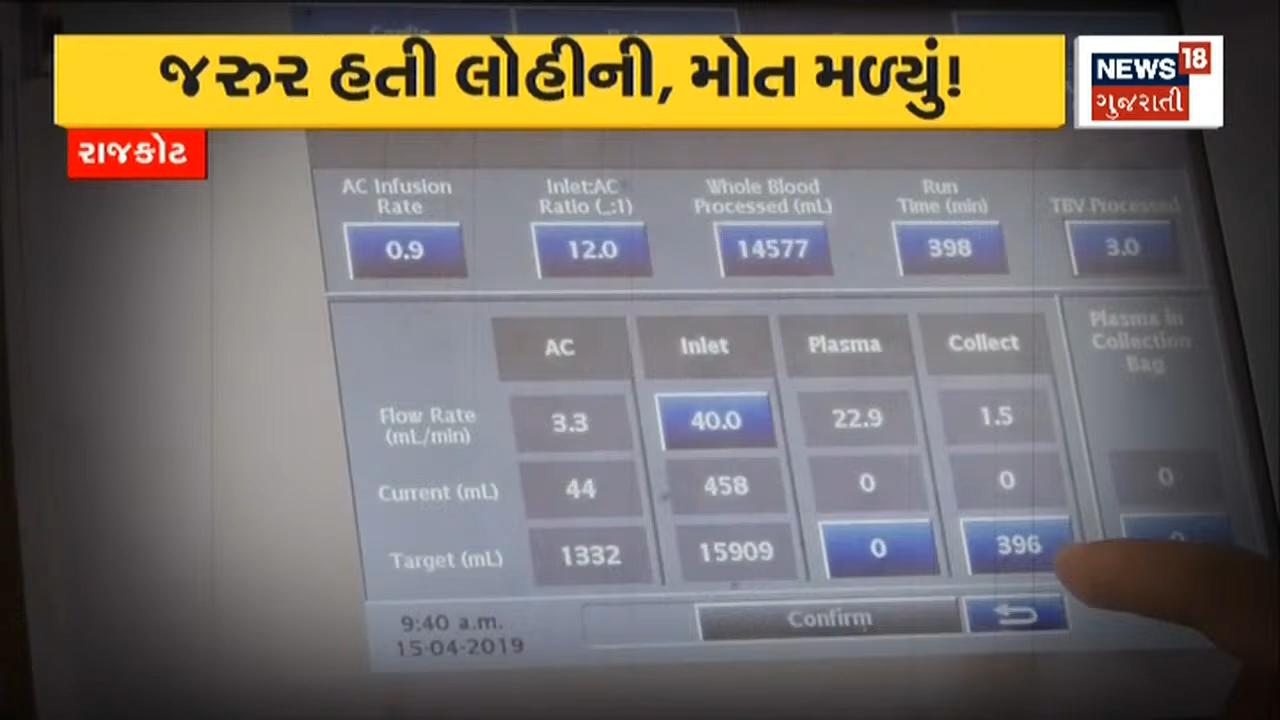 જરુર હતી લોહીની, મોત મળ્યું!
NEWS 18
ગુજરાતી
રાજકોટ
AC Infusion
Rate
0.9
Inlet:AC
Ratio (_:1)
12.0
Whole Blood
Processed (mL)
14577
Run
Time (min)
398
TBV Processed
3.0
AC Inlet Plasma Collect
Plasma in
Collection
Bag
Flow Rate
(mL/min)
3.3 40.0 22.9 1.5
Current (mL) 44 458 0 0 0
Target (mL) 1332 15909 0 396
9:40 a.m.
15-04-2019
Confirm